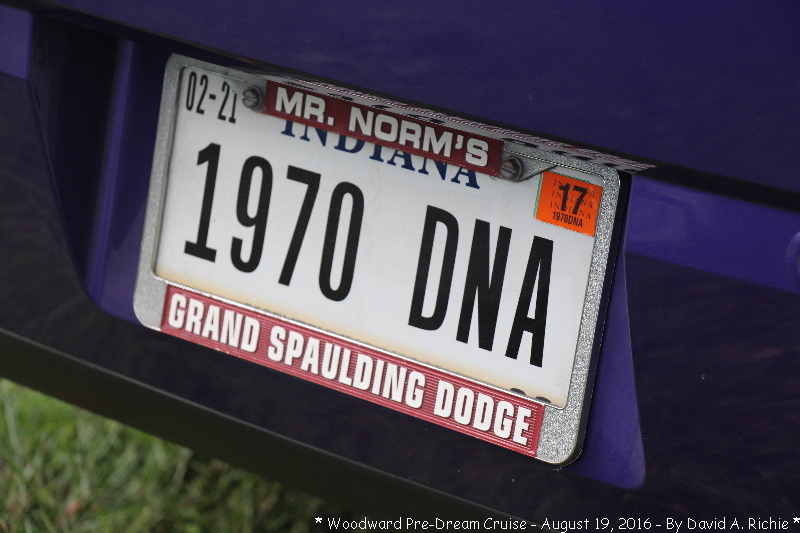 02-21
MR. NORM'S
INDIANA
17
1970DNA
1970 DNA
GRAND SPAULDING DODGE
* Woodward Pre-Dream Cruise - August 19, 2016 - By David A. Richie *